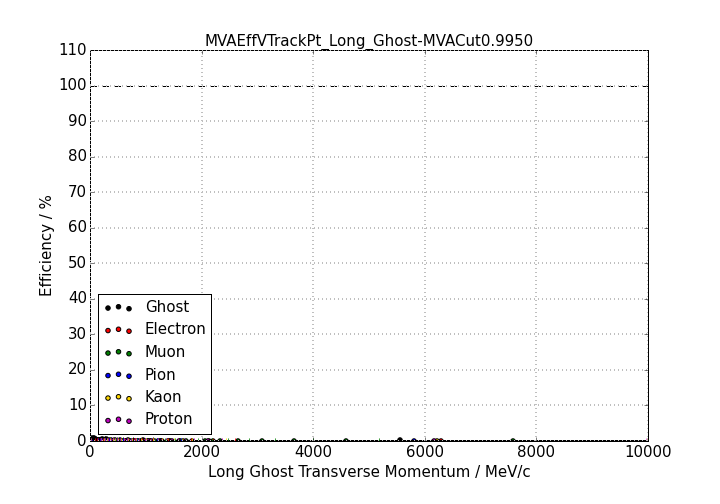 MVAEffVTrackPt_Long_Ghost-MVACut0.9950
110
100
90
80
70
60
50
40
30
20
10
0
Efficiency / %
Ghost
Electron
Muon
Pion
Kaon
Proton
0 2000 4000 6000 8000 10000
Long Ghost Transverse Momentum / MeV/c